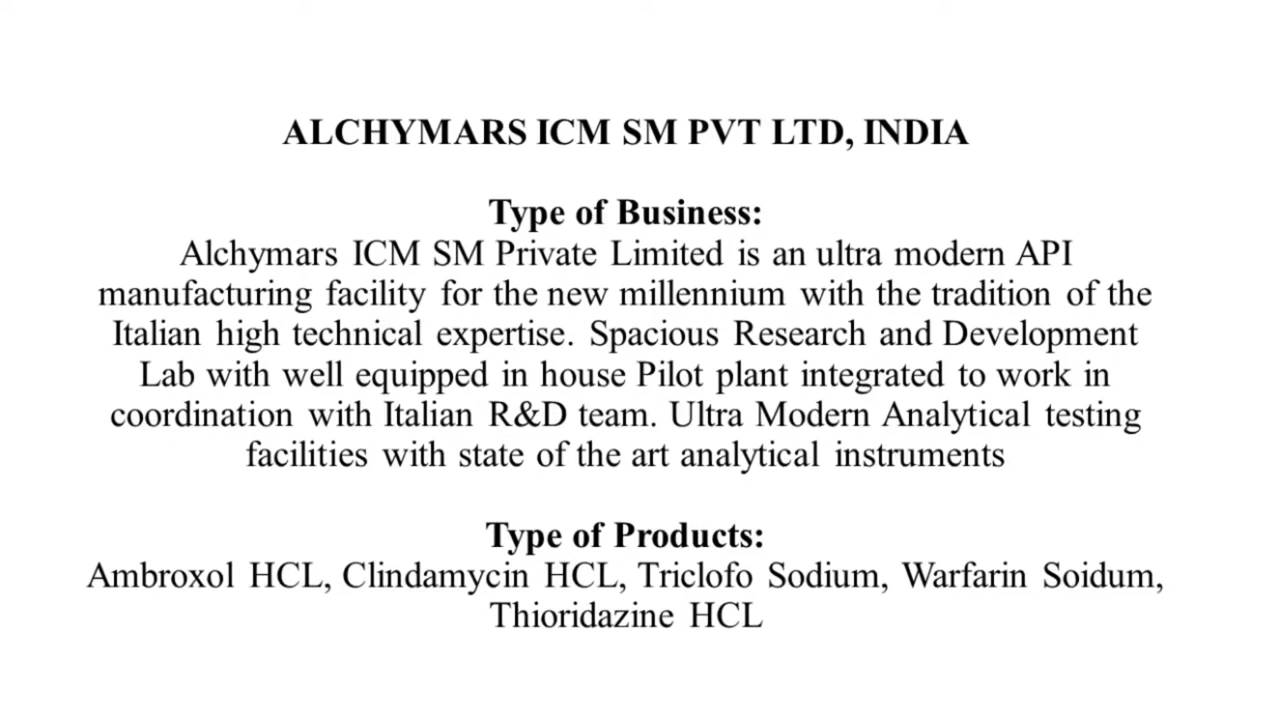 ALCHYMARS ICM SM PVT LTD, INDIA
Type of Business:
Alchymars ICM SM Private Limited is an ultra modern API
manufacturing facility for the new millennium with the tradition of the
Italian high technical expertise. Spacious Research and Development
Lab with well equipped in house Pilot plant integrated to work in
coordination with Italian R&D team. Ultra Modern Analytical testing
facilities with state of the art analytical instruments
Type of Products:
Ambroxol HCL, Clindamycin HCL, Triclofo Sodium, Warfarin Soidum,
Thioridazine HCL